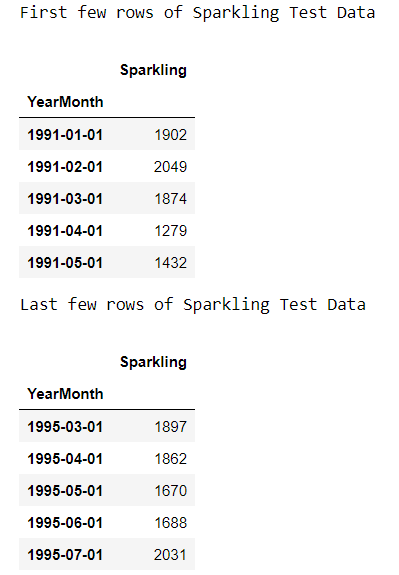 First few rows of Sparkling Test Data
Sparkling
YearMonth
1991-01-01 1902
1991-02-01 2049
1991-03-01 1874
1991-04-01 1279
1991-05-01 1432
Last few rows of Sparkling Test Data
Sparkling
YearMonth
1995-03-01 1897
1995-04-01 1862
1995-05-01 1670
1995-06-01 1688
1995-07-01 2031